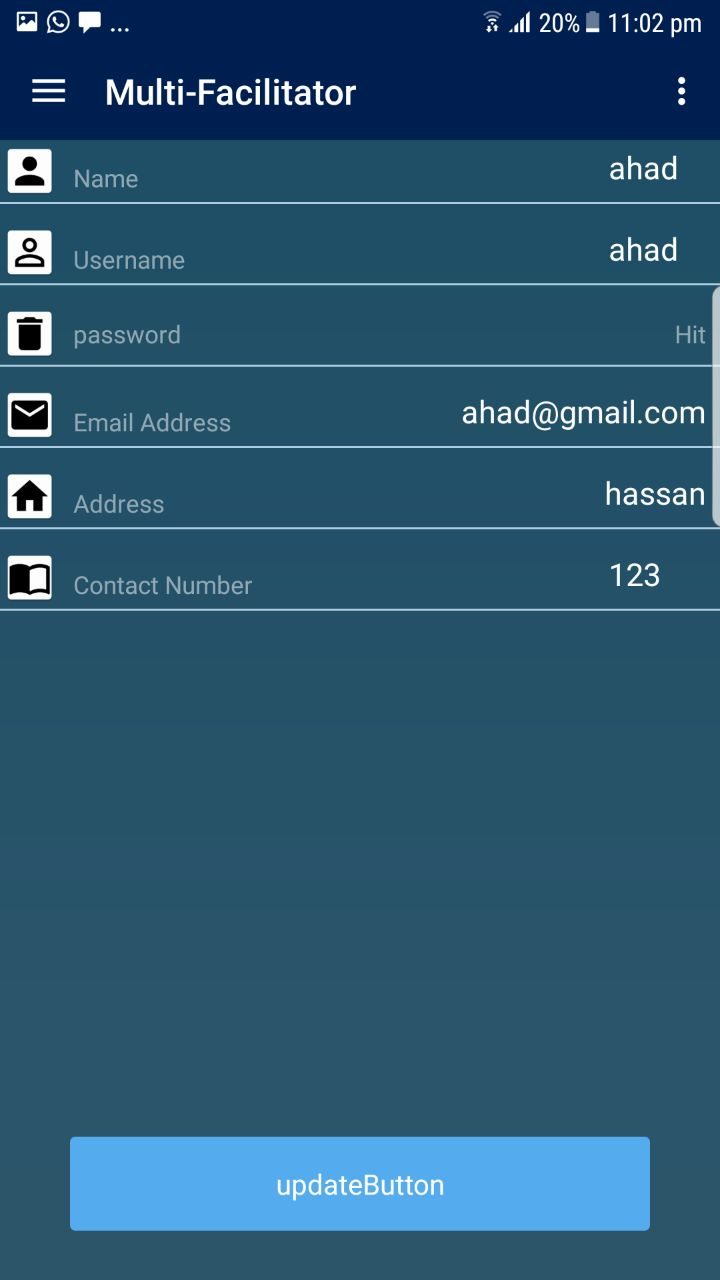 ... 20% 11:02 pm
Multi-Facilitator
Name ahad
Username ahad
password Hit
Email Address ahad@gmail.com
Address hassan
Contact Number 123
updateButton